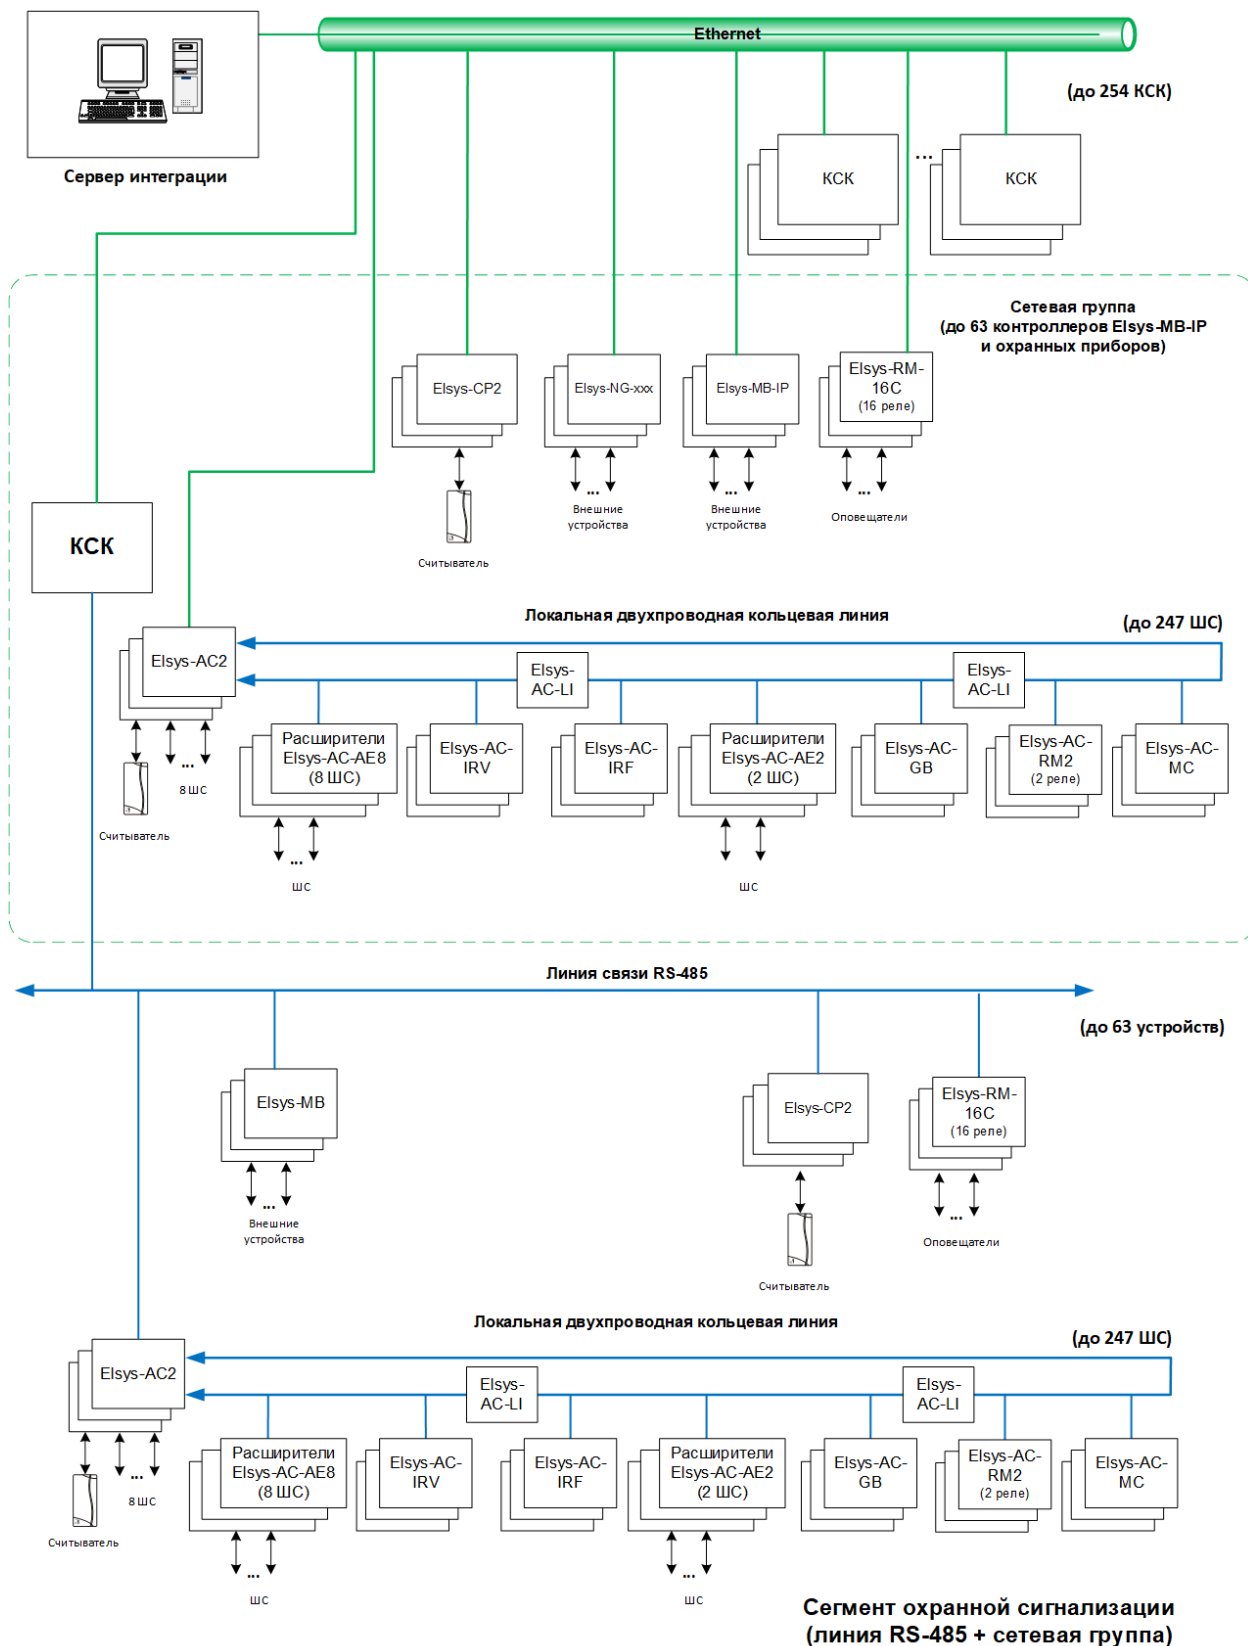 Ethernet
(до 254 КСК)
Сервер интеграции
КСК
...
КСК
Сетевая группа
(до 63 контроллеров Elsys-MB-IP
и охранных приборов)
Elsys-CP2
Elsys-NG-xxx
Elsys-MB-IP
Elsys-RM-
16C
(16 реле)
...
...
...
Внешние
устройства
Внешние
устройства
Оповещатели
Считыватель
КСК
Локальная двухпроводная кольцевая линия
(до 247 ШС)
Elsys-AC2
Elsys-
AC-LI
Elsys-
AC-LI
Расширители
Elsys-AC-AE8
(8 ШС)
Elsys-AC-
IRV
Elsys-AC-
IRF
Расширители
Elsys-AC-AE2
(2 ШС)
Elsys-AC-
GB
Elsys-AC-
RM2
(2 реле)
Elsys-AC-
MC
...
8 ШС
Считыватель
...
ШС
...
ШС
Линия связи RS-485
(до 63 устройств)
Elsys-MB
Elsys-CP2
Elsys-RM-
16C
(16 реле)
...
Внешние
устройства
...
Оповещатели
Считыватель
Локальная двухпроводная кольцевая линия
(до 247 ШС)
Elsys-AC2
Elsys-
AC-LI
Elsys-
AC-LI
Расширители
Elsys-AC-AE8
(8 ШС)
Elsys-AC-
IRV
Elsys-AC-
IRF
Расширители
Elsys-AC-AE2
(2 ШС)
Elsys-AC-
GB
Elsys-AC-
RM2
(2 реле)
Elsys-AC-
MC
...
8 ШС
Считыватель
...
ШС
...
ШС
Сегмент охранной сигнализации
(линия RS-485 + сетевая группа)